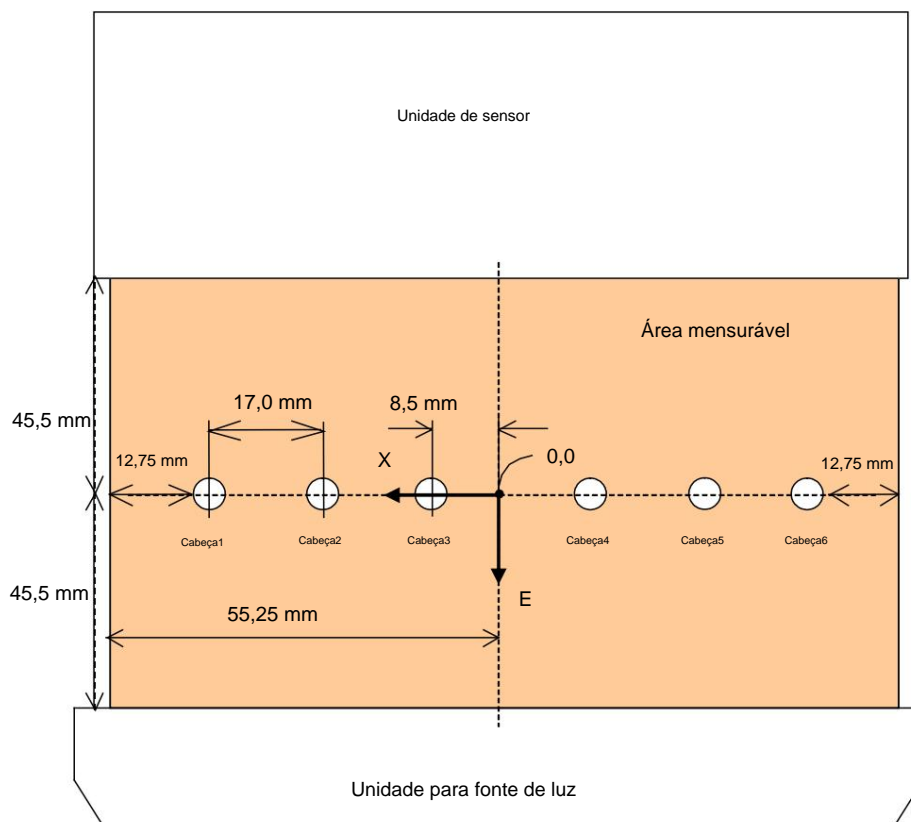 Unidade de sensor
Área mensurável
17,0 mm
8,5 mm
45,5 mm
12,75 mm
X
0,0
12,75 mm
Cabeça1
Cabeça2
Cabeça3
Cabeça4
Cabeça5
Cabeça6
45,5 mm
E
55,25 mm
Unidade para fonte de luz